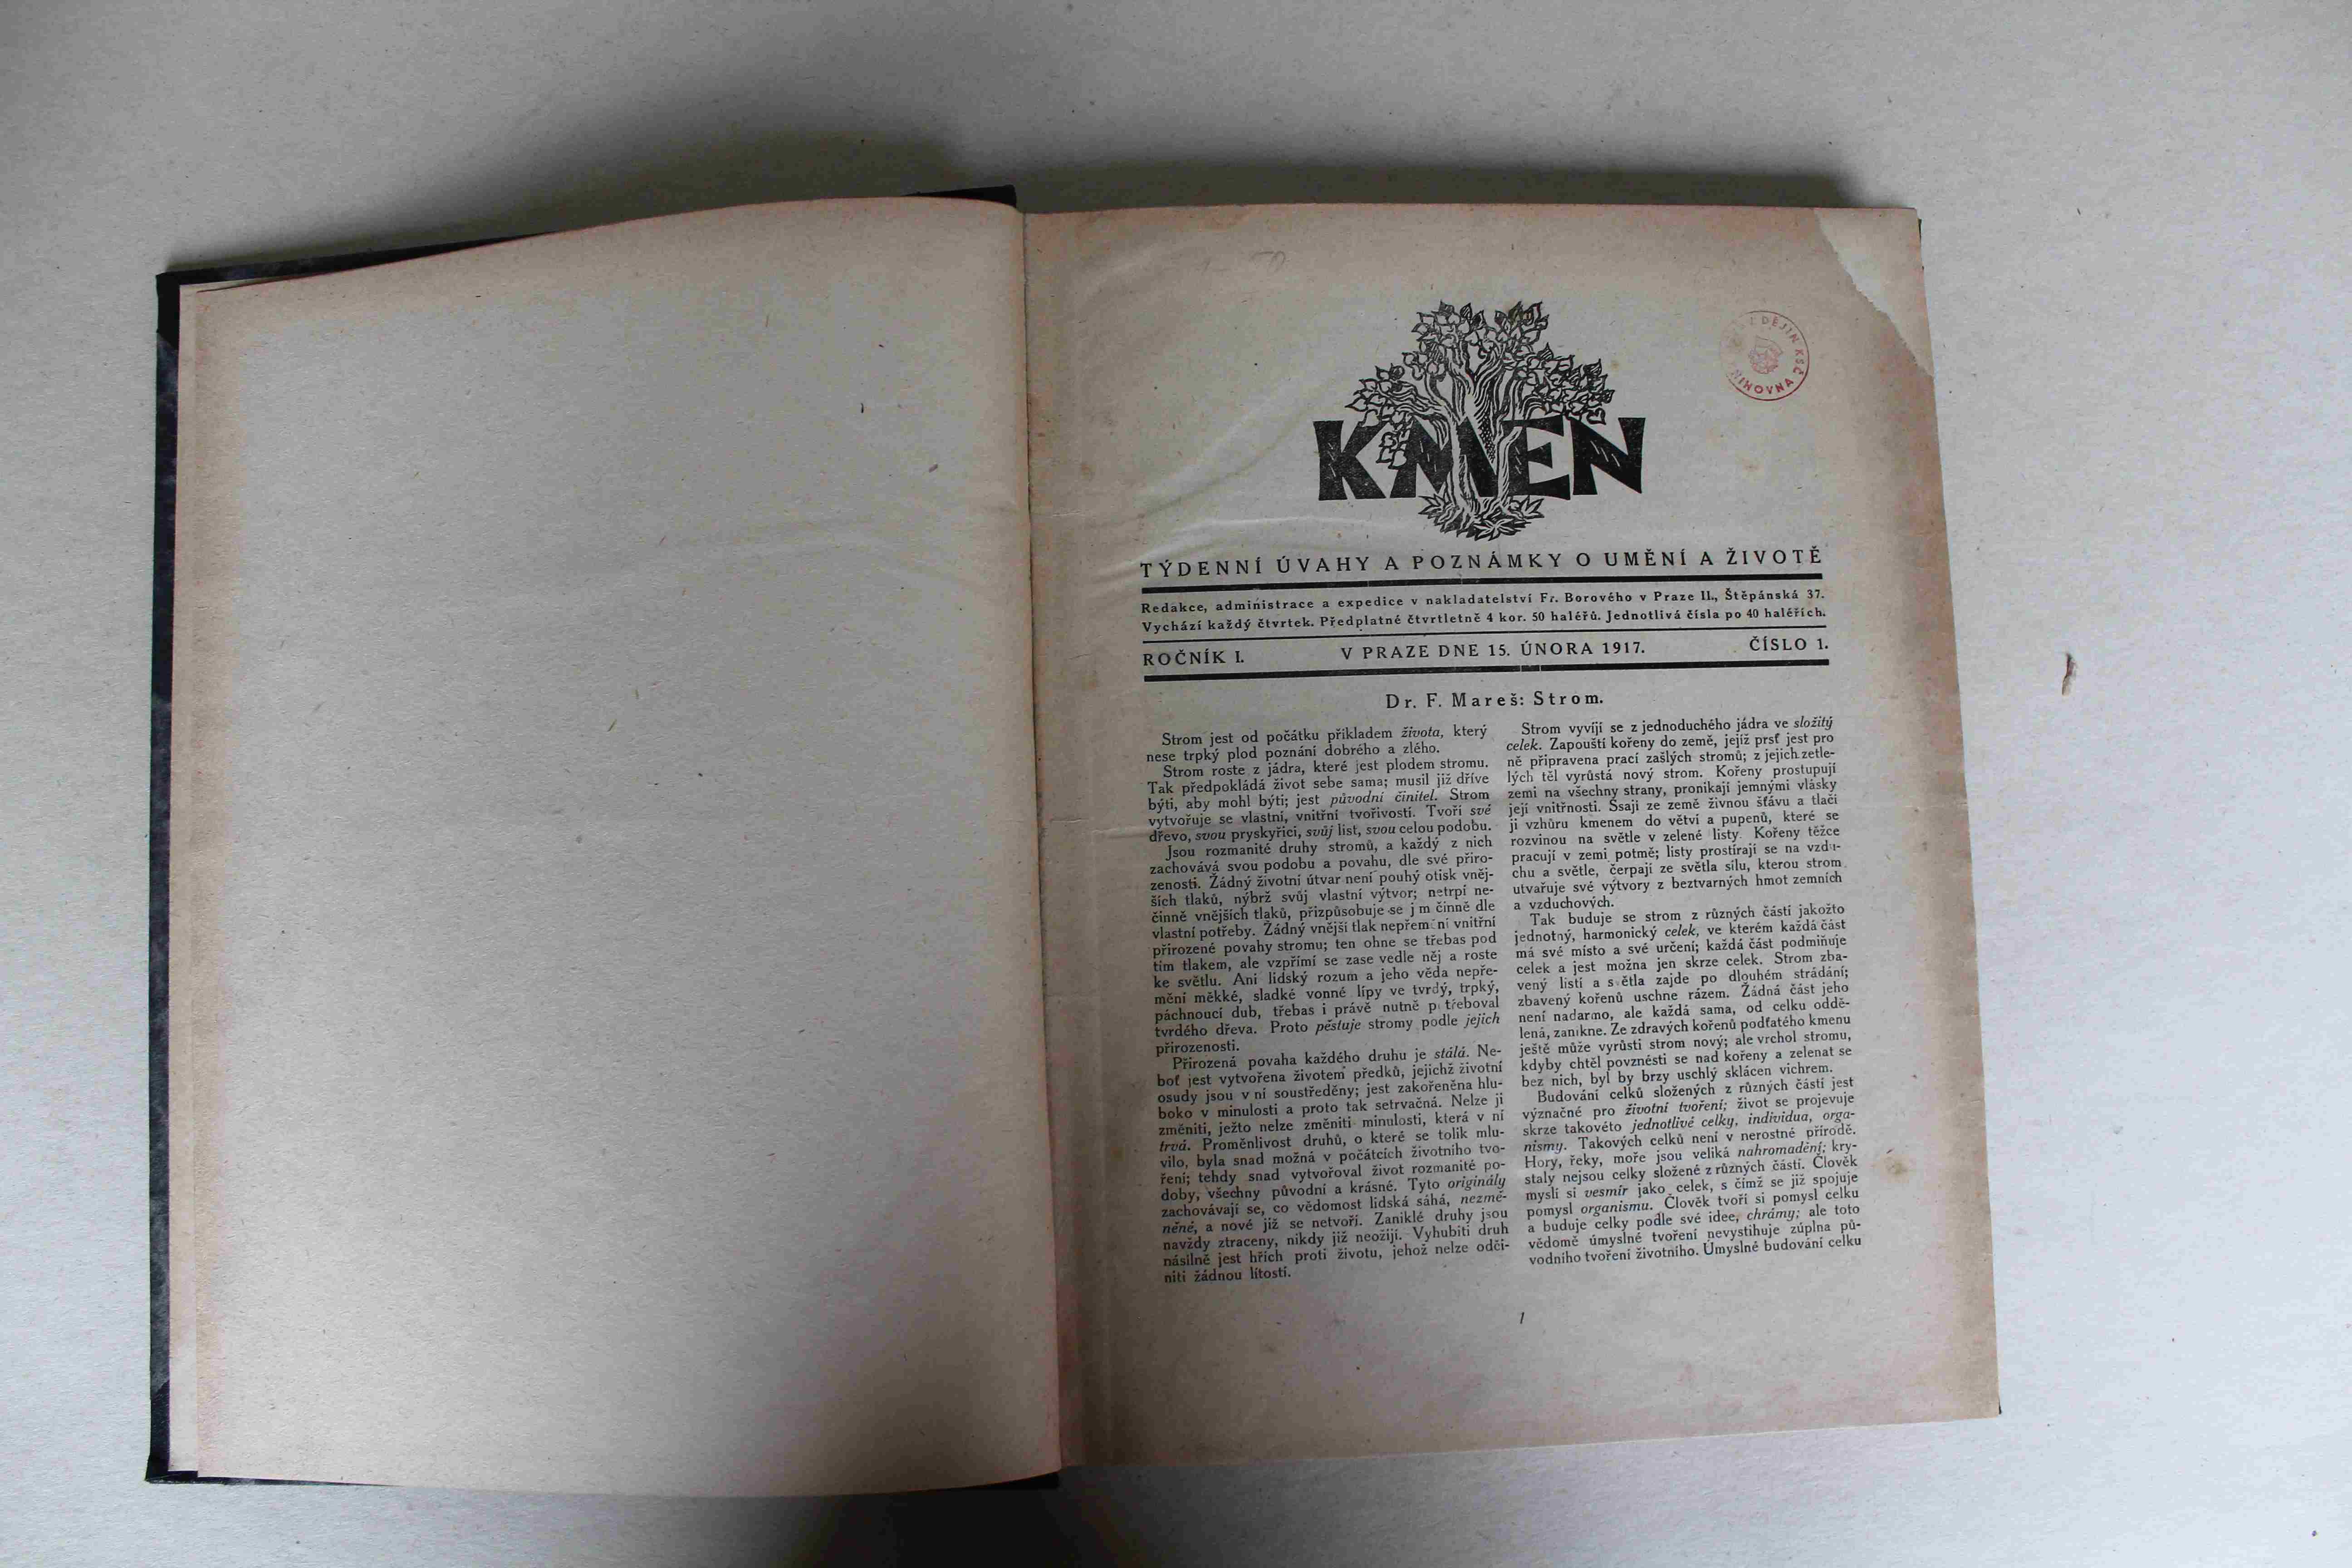 KMEN
DĚJIN KSČ
KNIHOVNA
TÝDENNÍ ÚVAHY A POZNÁMKY O UMĚNÍ A ŽIVOTĚ
Redakce, administrace a expedice v nakladatelství Fr. Borového v Praze II., Štěpánská 37.
Vychází každý čtvrtek. Předplatné čtvrtletně 4 kor. 50 haléřů. Jednotlivá čísla po 40 haléřích.
ROČNÍK I. V PRAZE DNE 15. ÚNORA 1917. ČÍSLO 1.
Dr. F. Mareš: Strom.
Strom jest od počátku příkladem života, který
nese trpký plod poznání dobrého a zlého.
Strom roste z jádra, které jest plodem stromu.
Tak předpokládá život sebe sama; musil již dříve
býti, aby mohl býti; jest původní činitel. Strom
vytvořuje se vlastní, vnitřní tvořivostí. Tvoří své
dřevo, svou pryskyřici, svůj list, svou celou podobu.
Jsou rozmanité druhy stromů, a každý z nich
zachovává svou podobu a povahu, dle své přiro-
zenosti. Žádný životní útvar není pouhý otisk vněj-
ších tlaků, nýbrž svůj vlastní výtvor; netrpí ne-
činně vnějších tlaků, přizpůsobuje se j m činně dle
vlastní potřeby. Žádný vnější tlak nepřemění vnitřní
přirozené povahy stromu; ten ohne se třebas pod
tím tlakem, ale vzpřímí se zase vedle něj a roste
ke světlu. Ani lidský rozum a jeho věda nepře-
mění měkké, sladké vonné lípy ve tvrdý, trpký,
páchnoucí dub, třebas i právě nutně potřeboval
tvrdého dřeva. Proto pěstuje stromy podle jejich
přirozenosti.
Přirozená povaha každého druhu je stálá. Ne-
boť jest vytvořena životem předků, jejichž životní
osudy jsou v ní soustředěny; jest zakořeněna hlu-
boko v minulosti a proto tak setrvačná. Nelze ji
změniti, ježto nelze změniti minulosti, která v ní
trvá. Proměnlivost druhů, o které se tolik mlu-
vilo, byla snad možná v počátcích životního tvo-
ření; tehdy snad vytvořoval život rozmanité po-
doby, všechny původní a krásné. Tyto originály
zachovávají se, co vědomost lidská sáhá, nezmě-
něné, a nové již se netvoří. Zaniklé druhy jsou
navždy ztraceny, nikdy již neožijí. Vyhubiti druh
násilně jest hřích proti životu, jehož nelze odči-
niti žádnou lítostí.
Strom vyvíjí se z jednoduchého jádra ve složitý
celek. Zapouští kořeny do země, jejíž prsť jest pro
ně připravena prací zašlých stromů; z jejich zetle-
lých těl vyrůstá nový strom. Kořeny prostupují
zemi na všechny strany, pronikají jemnými vlásky
její vnitřnosti. Ssají ze země živnou šťávu a tlačí
ji vzhůru kmenem do větví a pupenů, které se
rozvinou na světle v zelené listy. Kořeny těžce
pracují v zemi potmě; listy prostírají se na vzdu-
chu a světle, čerpají ze světla sílu, kterou strom
utvařuje své výtvory z beztvarných hmot zemních
a vzduchových.
Tak buduje se strom z různých částí jakožto
jednotný, harmonický celek, ve kterém každá část
má své místo a své určení; každá část podmiňuje
celek a jest možna jen skrze celek. Strom zba-
vený listí a světla zajde po dlouhém strádání;
zbavený kořenů uschne rázem. Žádná část jeho
není nadarmo, ale každá sama, od celku oddě-
lená, zanikne. Ze zdravých kořenů podťatého kmenu
ještě může vyrůsti strom nový; ale vrchol stromu,
kdyby chtěl povznésti se nad kořeny a zelenat se
bez nich, byl by brzy uschlý sklácen vichrem.
Budování celků složených z různých částí jest
význačné pro životní tvoření; život se projevuje
skrze takovéto jednotlivé celky, individua, orga-
nismy. Takových celků není v nerostné přírodě.
Hory, řeky, moře jsou veliká nahromadění; kry-
staly nejsou celky složené z různých částí. Člověk
myslí si vesmír jako celek, s čímž se již spojuje
pomysl organismu. Člověk tvoří si pomysl celku
a buduje celky podle své idee, chrámy; ale toto
vědomě úmyslné tvoření nevystihuje zúplna pů-
vodního tvoření životního. Úmyslné budování celku
1